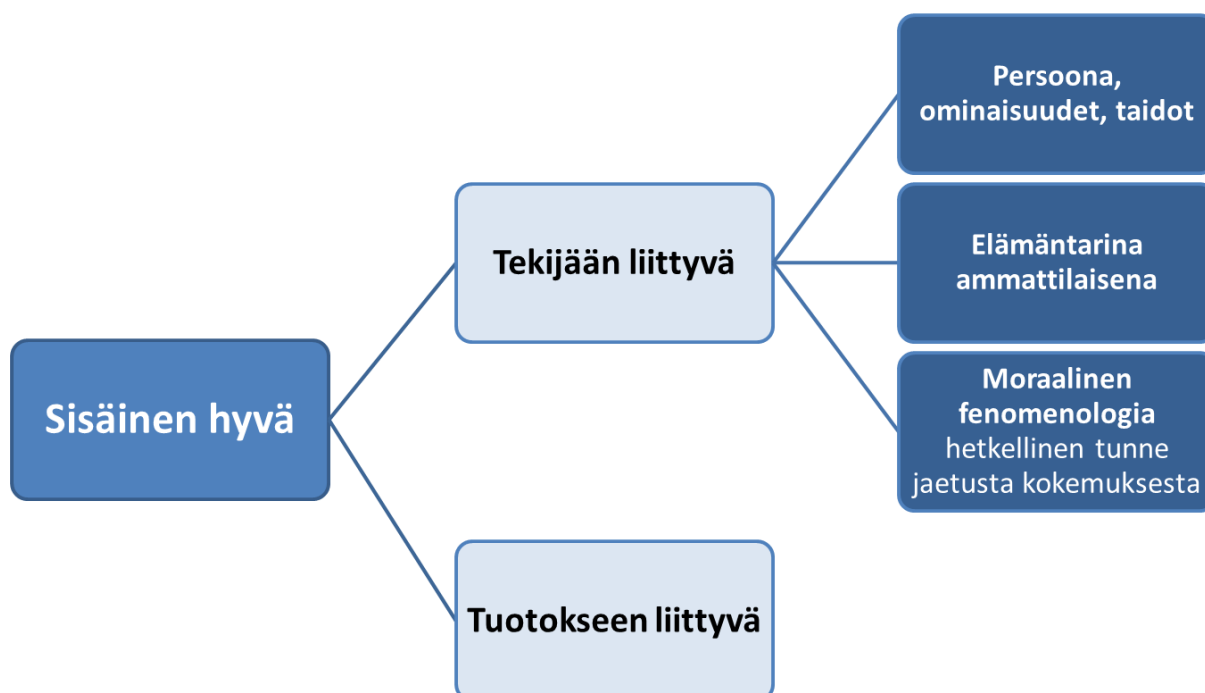 Sisäinen hyvä
Tekijään liittyvä
Persoona,
ominaisuudet, taidot
Elämäntarina
ammattilaisena
Moraalinen
fenomenologia
hetkellinen tunne
jaetusta kokemuksesta
Tuotokseen liittyvä